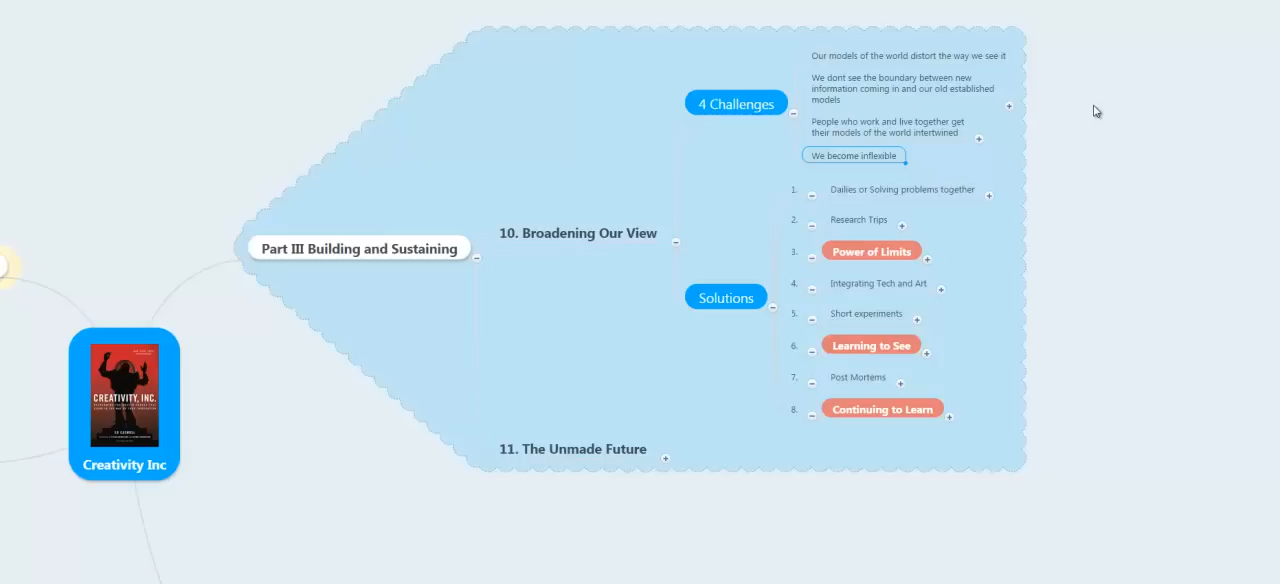 Our models of the world distort the way we see it
We dont see the boundary between new
information coming in and our old established
models
4 Challenges
People who work and live together get
their models of the world intertwined
We become inflexible
1. Dailies or Solving problems together
2. Research Trips
10. Broadening Our View
Part III Building and Sustaining
3. Power of Limits
4. Integrating Tech and Art
Solutions
5. Short experiments
6. Learning to See
7. Post Mortems
8. Continuing to Learn
CREATIVITY, INC.
11. The Unmade Future
Creativity Inc